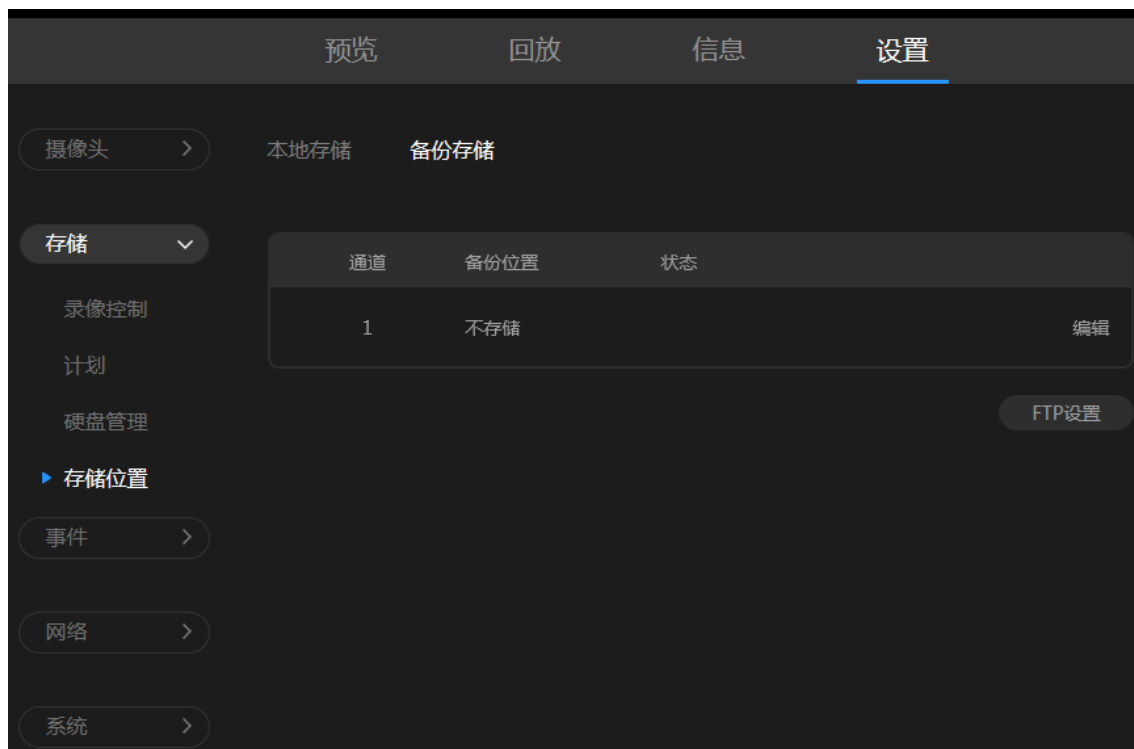 预览 回放 信息 设置
摄像头 本地存储 备份存储
存储
通道 备份位置 状态
录像控制
1 不存储 编辑
计划
硬盘管理
FTP设置
存储位置
事件
网络
系统